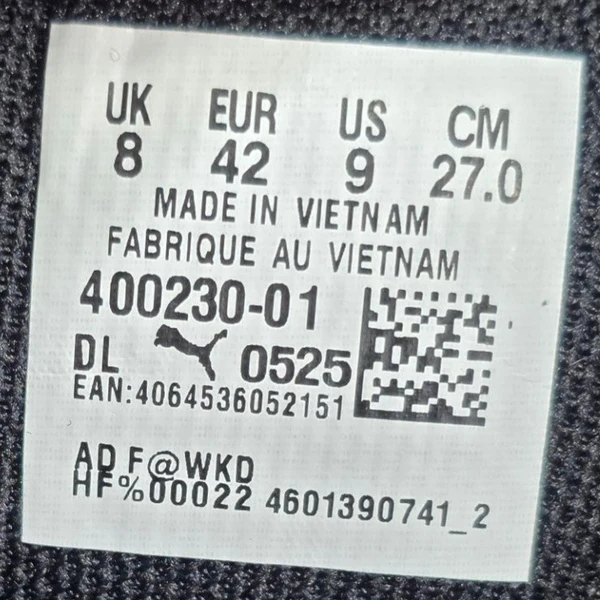 UK EUR US CM
8 42 9 27.0
MADE IN VIETNAM
FABRIQUE AU VIETNAM
400230-01
DL 0525
EAN:4064536052151
AD F@WKD
HF%00022 4601390741_2